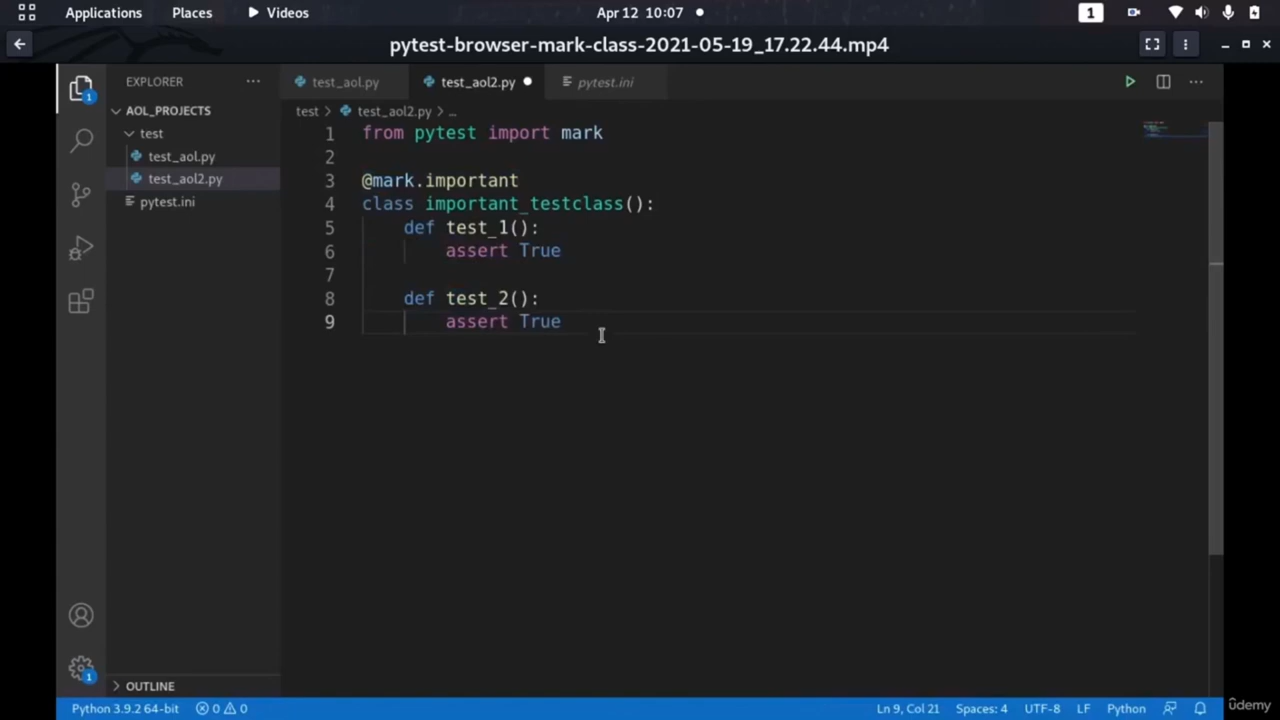 Applications Places Videos Apr 12 10:07 1
pytest-browser-mark-class-2021-05-19_17.22.44.mp4
EXPLORER ... test_aol.py test_aol2.py pytest.ini ...
AOL_PROJECTS test > test_aol2.py > ...
test
test_aol.py
test_aol2.py
pytest.ini
1 from pytest import mark
2
3 @mark.important
4 class important_testclass():
5 def test_1():
6 assert True
7
8 def test_2():
9 assert True
1
1
OUTLINE
Python 3.9.2 64-bit 0 0 Ln 9, Col 21 Spaces: 4 UTF-8 LF Python
ûdemy